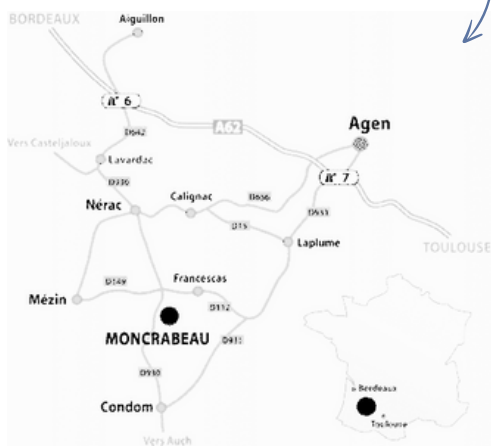 BORDEAUX
Aiguillon
n° 6
D642
A62
Agen
Vers Casteljaloux
Lavardac
n° 7
D930
Calignac
D656
Nérac
D931
D15
Laplume
TOULOUSE
D149
Francescas
Mézin
D112
MONCRABEAU
D931
D930
Bordeaux
Condom
Toulouse
Vers Auch